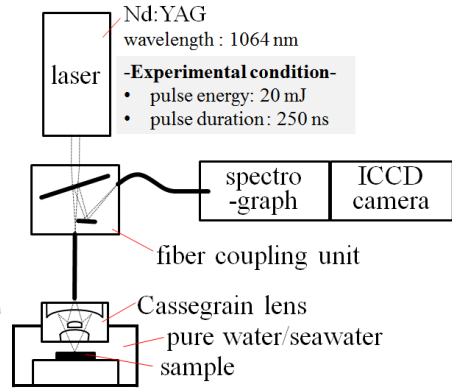 Nd:YAG
wavelength : 1064 nm
laser
-Experimental condition-
• pulse energy: 20 mJ
• pulse duration: 250 ns
spectro
-graph
ICCD
camera
fiber coupling unit
Cassegrain lens
pure water/seawater
sample